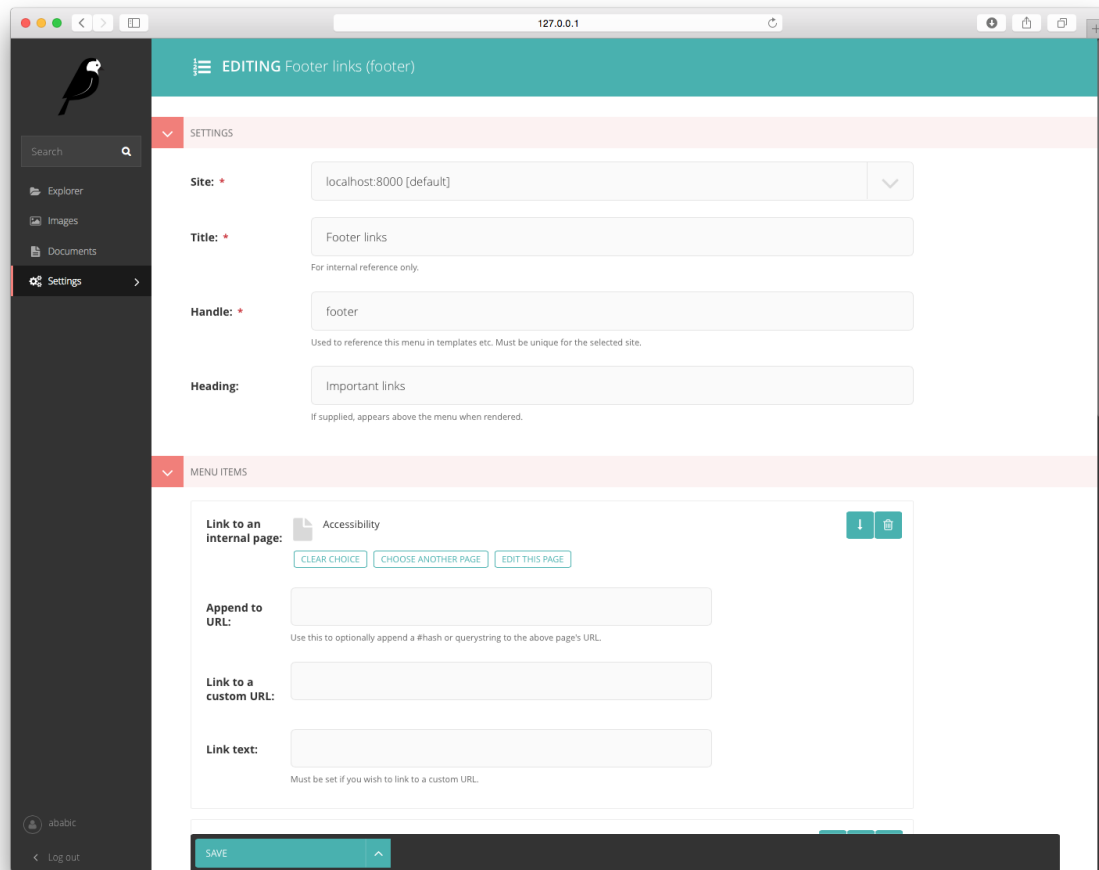 127.0.0.1
EDITING Footer links (footer)
Search
Explorer
Images
Documents
Settings
ababic
Log out
SETTINGS
Site: *
localhost:8000 [default]
Title: *
Footer links
For internal reference only.
Handle: *
footer
Used to reference this menu in templates etc. Must be unique for the selected site.
Heading:
Important links
If supplied, appears above the menu when rendered.
MENU ITEMS
Link to an
internal page:
Accessibility
CLEAR CHOICE
CHOOSE ANOTHER PAGE
EDIT THIS PAGE
Append to
URL:
Use this to optionally append a #hash or querystring to the above page's URL.
Link to a
custom URL:
Link text:
Must be set if you wish to link to a custom URL.
SAVE